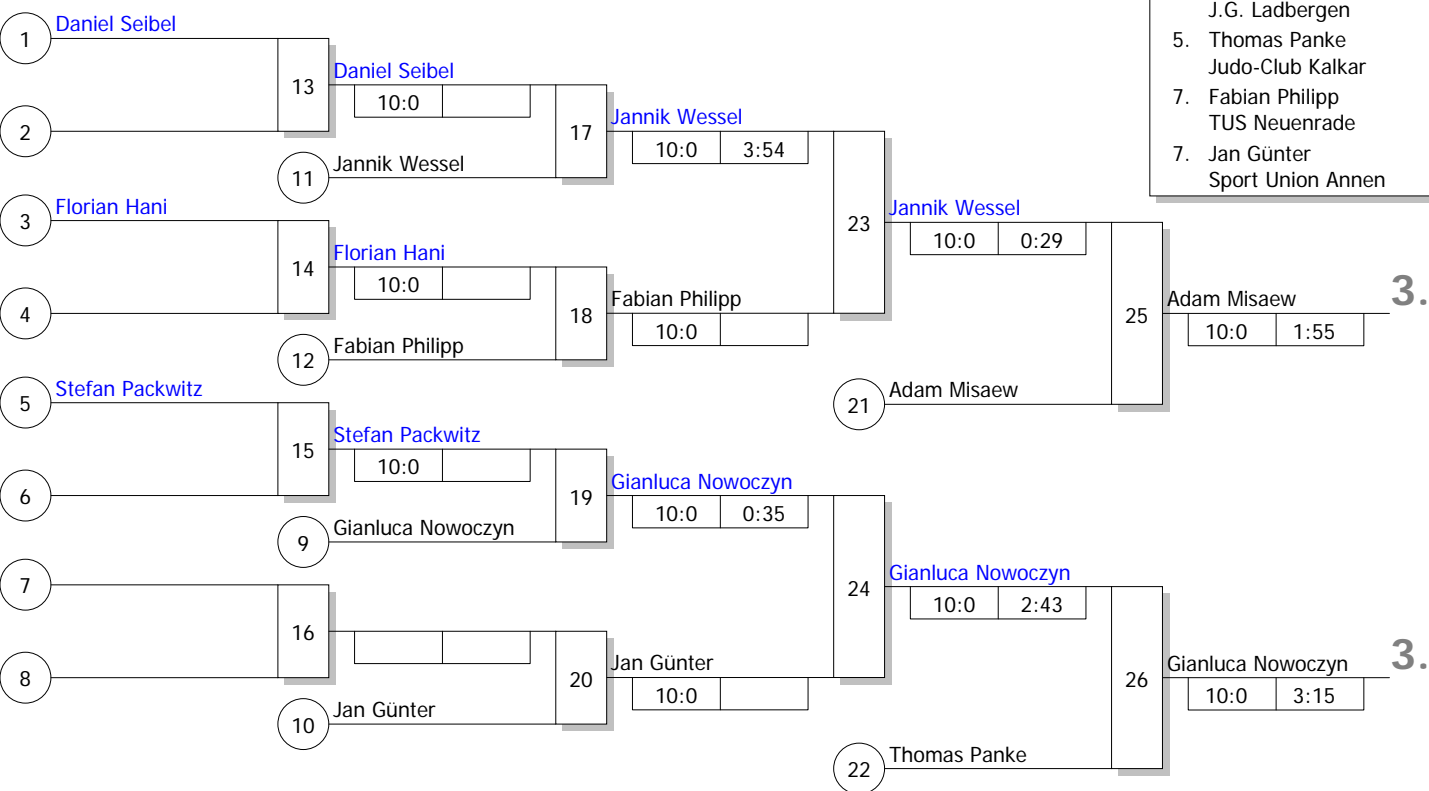 J.G. Ladbergen
5. Thomas Panke
Judo-Club Kalkar
7. Fabian Philipp
TUS Neuenrade
7. Jan Günter
Sport Union Annen
1 Daniel Seibel
2
13 Daniel Seibel
10:0
11 Jannik Wessel
17 Jannik Wessel
10:0 3:54
3 Florian Hani
4
14 Florian Hani
10:0
12 Fabian Philipp
18 Fabian Philipp
10:0
23 Jannik Wessel
10:0 0:29
21 Adam Misaew
25 Adam Misaew 3.
10:0 1:55
5 Stefan Packwitz
6
15 Stefan Packwitz
10:0
9 Gianluca Nowoczyn
19 Gianluca Nowoczyn
10:0 0:35
7
8
16
10 Jan Günter
20 Jan Günter
10:0
24 Gianluca Nowoczyn
10:0 2:43
22 Thomas Panke
26 Gianluca Nowoczyn 3.
10:0 3:15